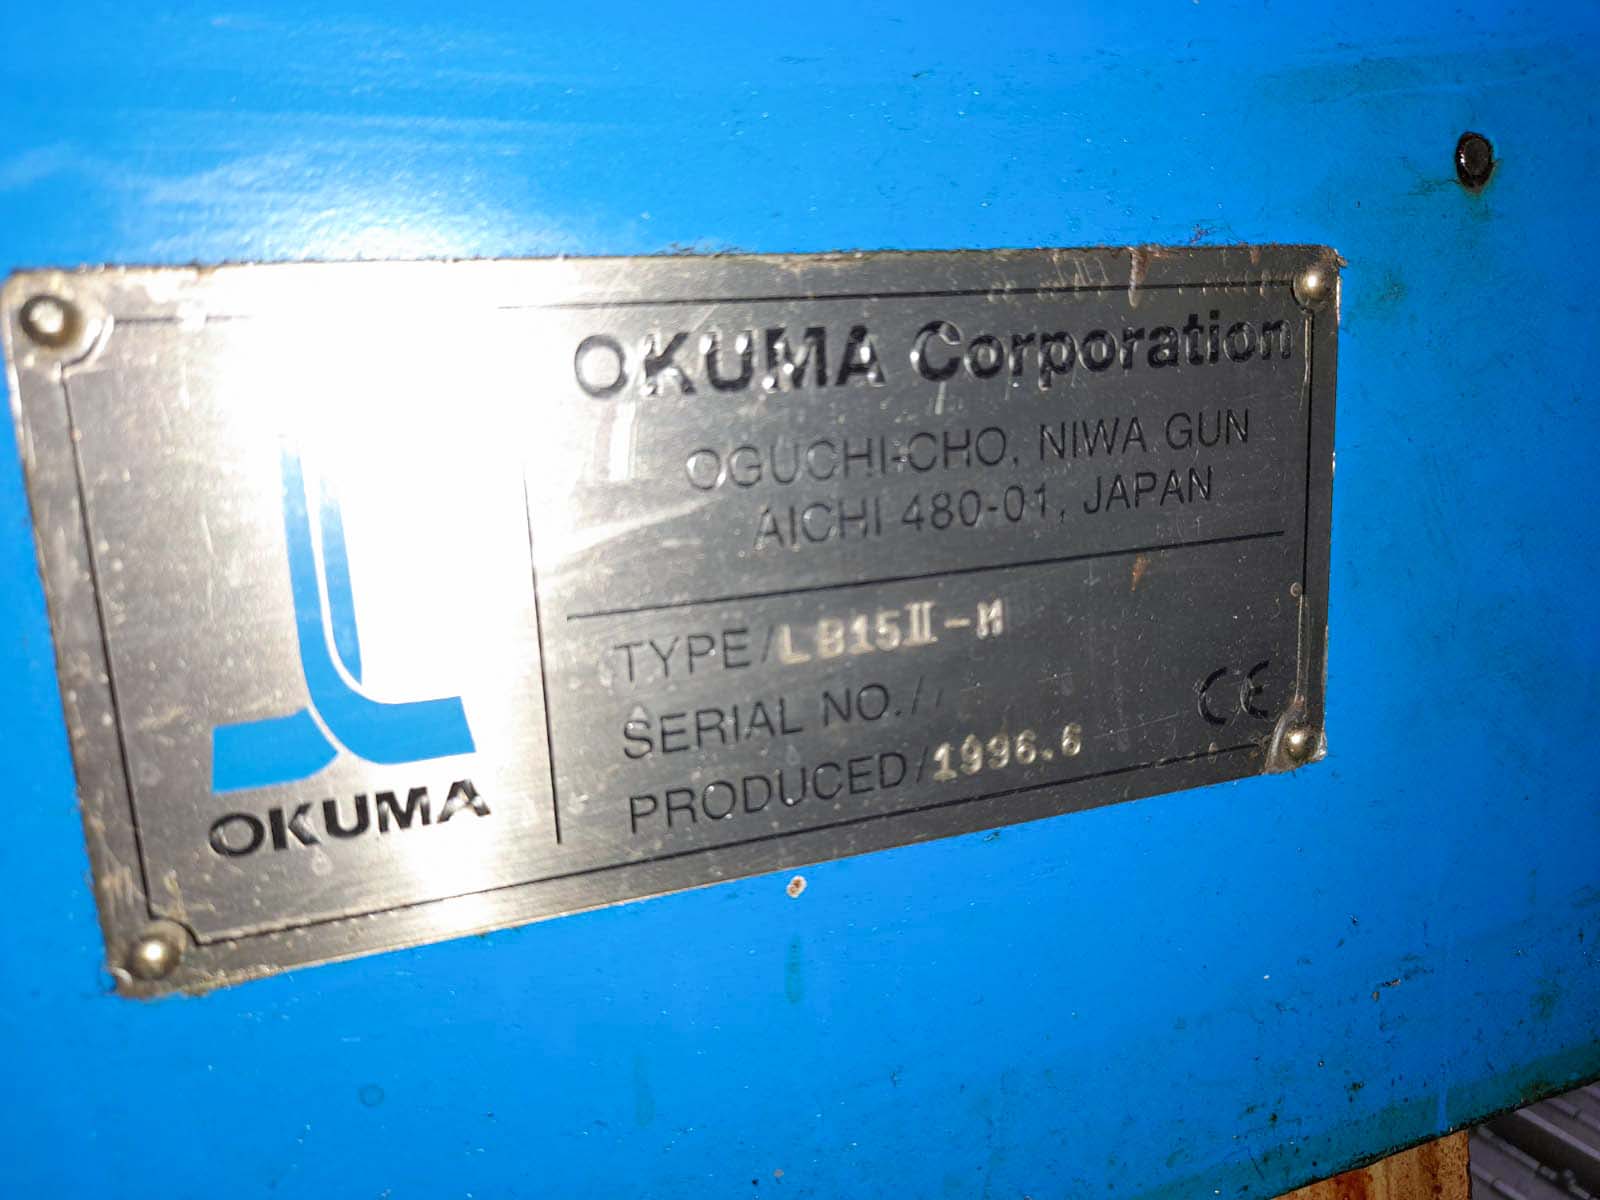 OKUMA Corporation
OGUCHI-CHO, NIWA GUN
AICHI 480-01, JAPAN
TYPE/LB15II-M
SERIAL NO./
PRODUCED/1996.6
CE
OKUMA